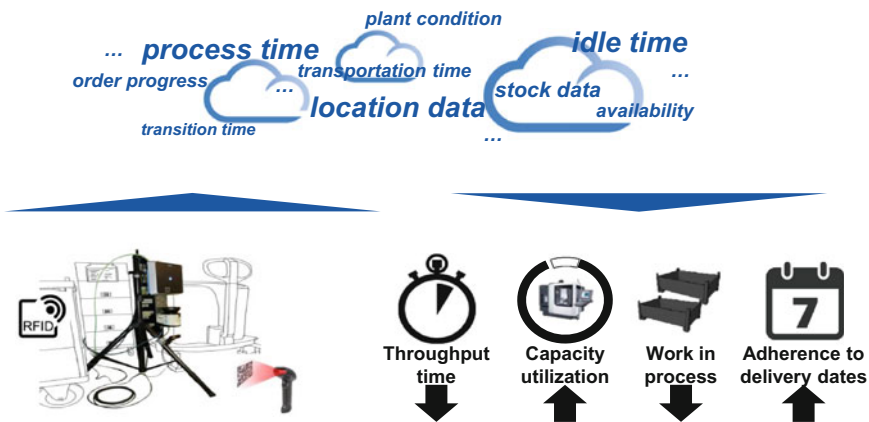 plant condition
... process time
idle time
order progress
...
transportation time
...
stock data
location data
availability
transition time
...
RFID
7
Throughput
time
Capacity
utilization
Work in
process
Adherence to
delivery dates